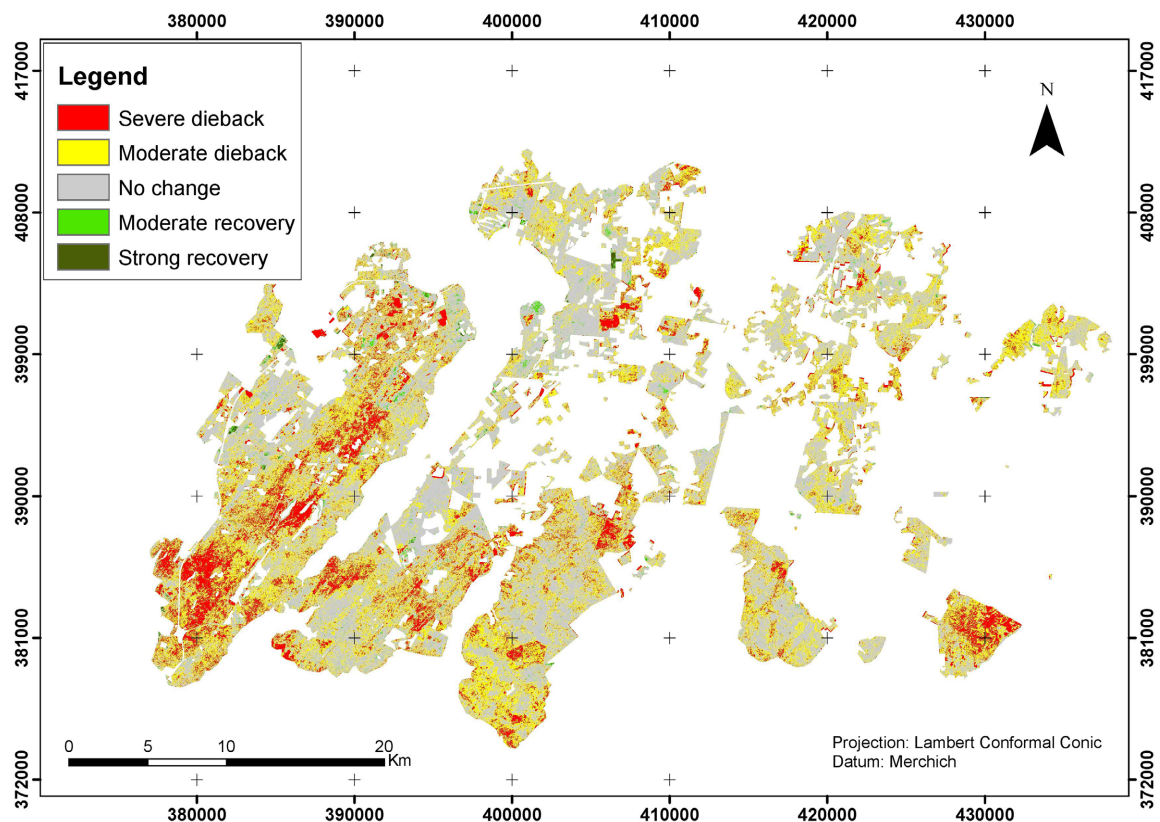 380000 390000 400000 410000 420000 430000
417000 417000
Legend
Severe dieback
Moderate dieback
No change
Moderate recovery
Strong recovery
N
408000 408000
399000 399000
390000 390000
381000 381000
0 5 10 20
Km
Projection: Lambert Conformal Conic
Datum: Merchich
372000 372000
380000 390000 400000 410000 420000 430000